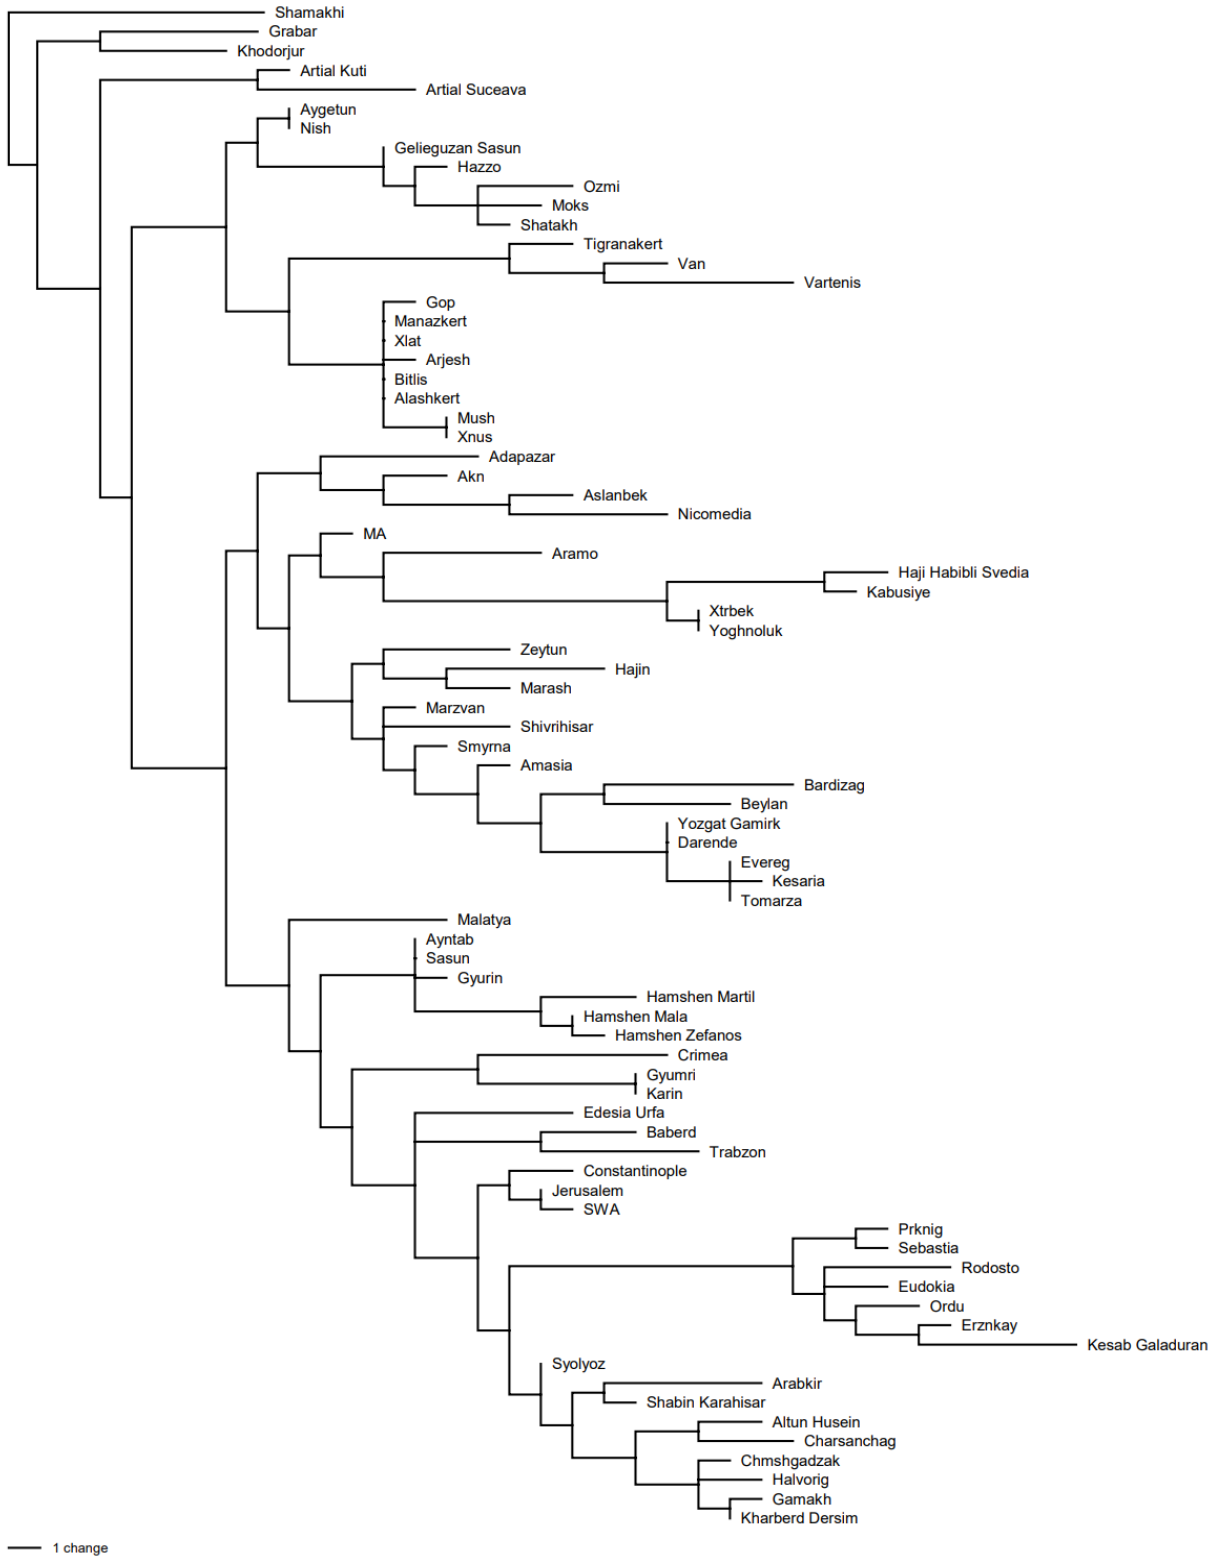 Shamakhi
Grabar
Khodorjur
Artial Kuti
Artial Suceava
Aygetun
Nish
Gelieguzan Sasun
Hazzo
Ozmi
Moks
Shatakh
Tigranakert
Van
Vartenis
Gop
Manazkert
Xlat
Arjesh
Bitlis
Alashkert
Mush
Xnus
Adapazar
Akn
Aslanbek
Nicomedia
MA
Aramo
Haji Habibli Svedia
Kabusiye
Xtrbek
Yoghnoluk
Zeytun
Hajin
Marash
Marzvan
Shivrihisar
Smyrna
Amasia
Bardizag
Beylan
Yozgat Gamirk
Darende
Evereg
Kesaria
Tomarza
Malatya
Ayntab
Sasun
Gyurin
Hamshen Martil
Hamshen Mala
Hamshen Zefanos
Crimea
Gyumri
Karin
Edesia Urfa
Baberd
Trabzon
Constantinople
Jerusalem
SWA
Prknig
Sebastia
Rodosto
Eudokia
Ordu
Erznkay
Kesab Galaduran
Syolyoz
Arabkir
Shabin Karahisar
Altun Husein
Charsanchag
Chmshgadzak
Halvorig
Gamakh
Kharberd Dersim
1 change